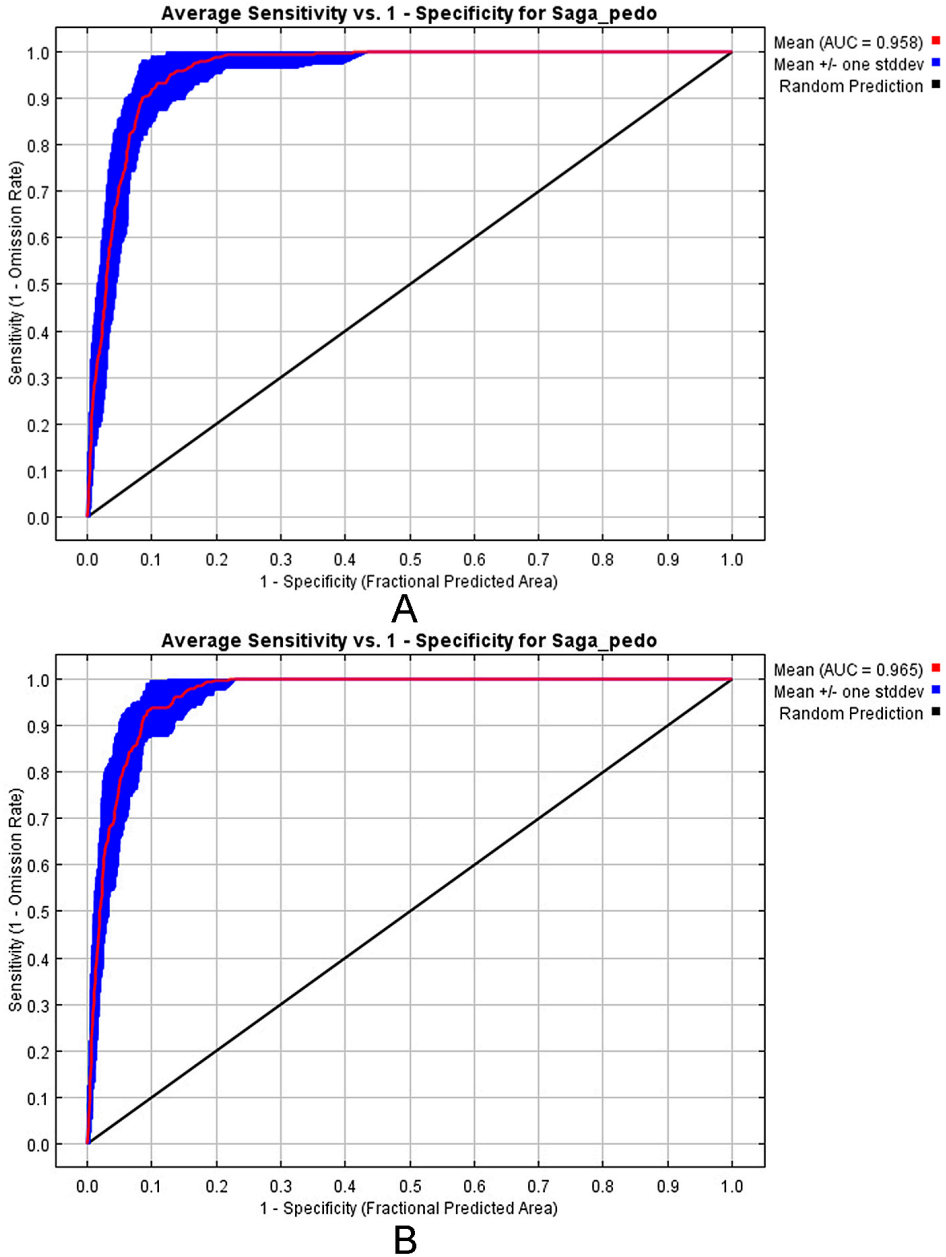 Average Sensitivity vs. 1 - Specificity for Saga_pedo
Mean (AUC = 0.958)
Mean +/- one stddev
Random Prediction
Sensitivity (1 - Omission Rate)
1.0
0.9
0.8
0.7
0.6
0.5
0.4
0.3
0.2
0.1
0.0
0.0 0.1 0.2 0.3 0.4 0.5 0.6 0.7 0.8 0.9 1.0
1 - Specificity (Fractional Predicted Area)
A
Average Sensitivity vs. 1 - Specificity for Saga_pedo
Mean (AUC = 0.965)
Mean +/- one stddev
Random Prediction
Sensitivity (1 - Omission Rate)
1.0
0.9
0.8
0.7
0.6
0.5
0.4
0.3
0.2
0.1
0.0
0.0 0.1 0.2 0.3 0.4 0.5 0.6 0.7 0.8 0.9 1.0
1 - Specificity (Fractional Predicted Area)
B